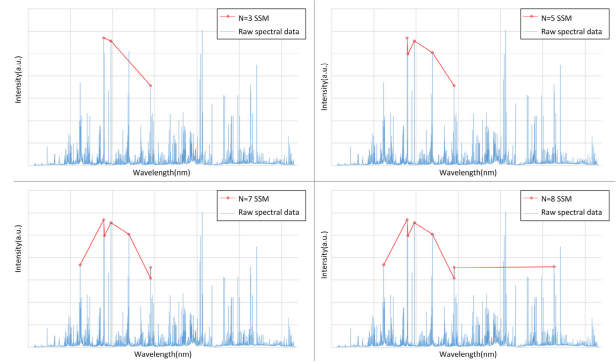 N=3 SSM
Raw spectral data
Intensity(a.u.)
Wavelength(nm)
N=5 SSM
Raw spectral data
Intensity(a.u.)
Wavelength(nm)
N=7 SSM
Raw spectral data
Intensity(a.u.)
Wavelength(nm)
N=8 SSM
Raw spectral data
Intensity(a.u.)
Wavelength(nm)